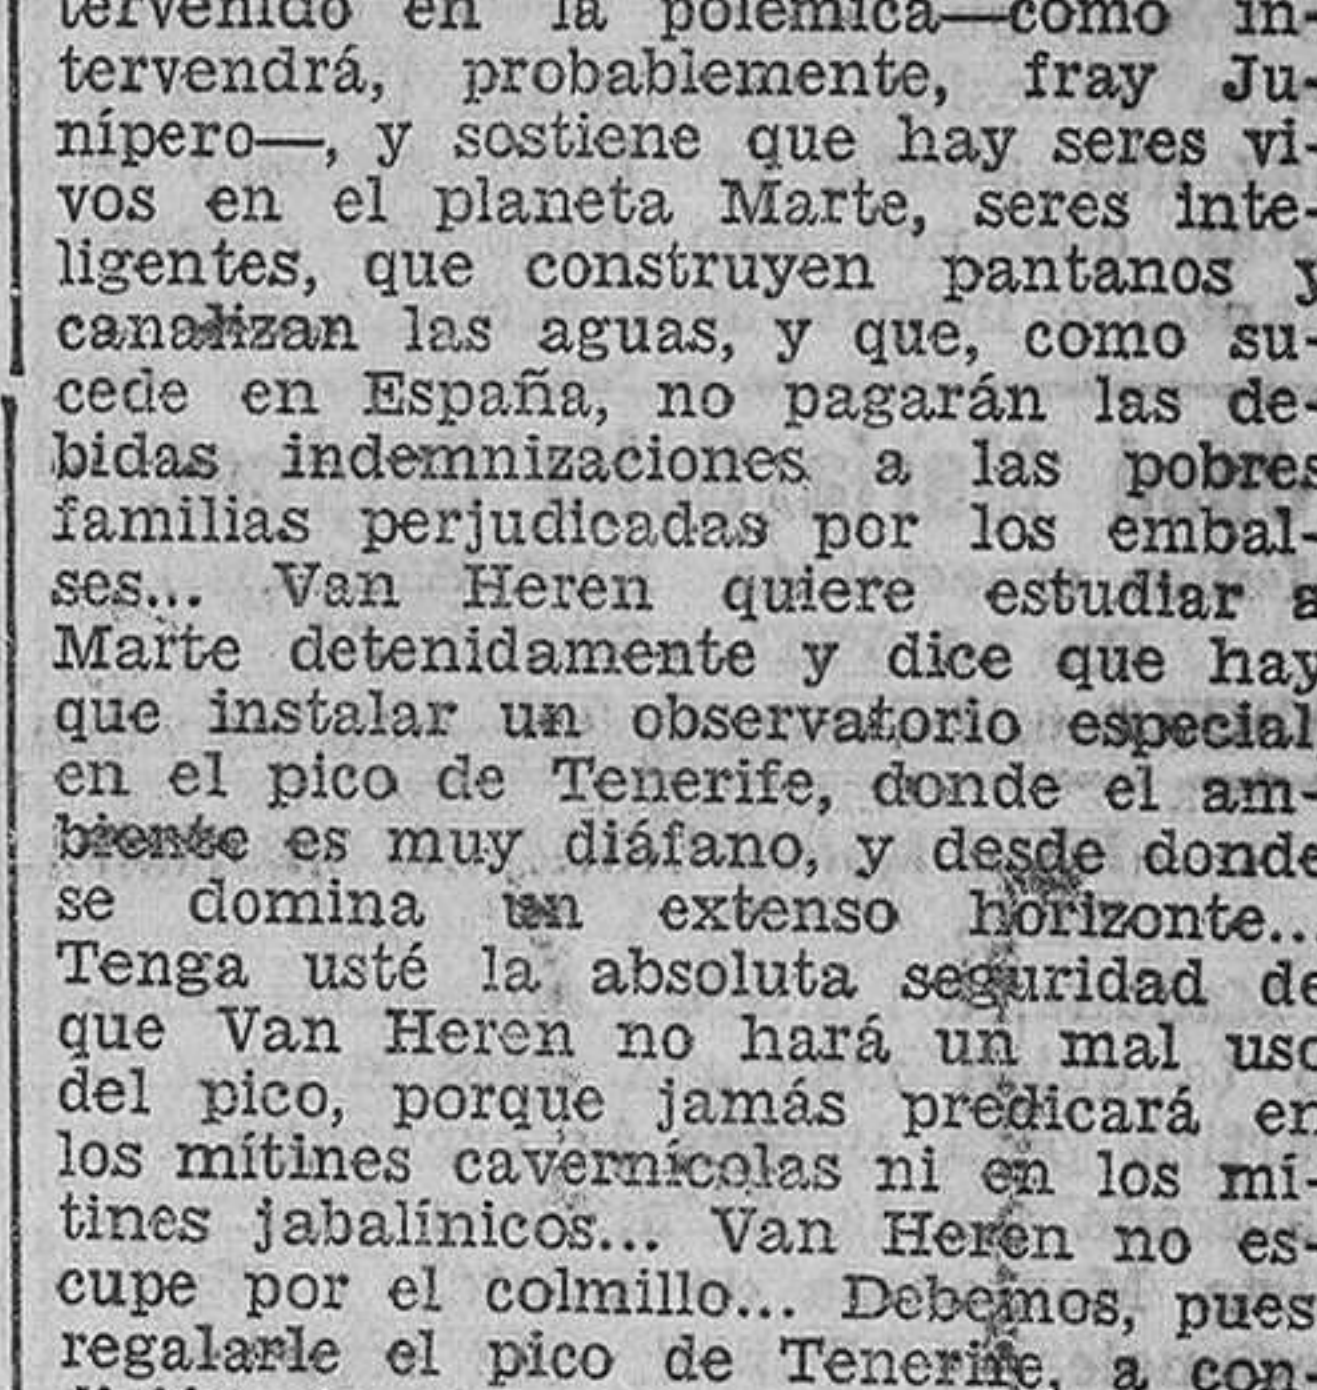 tervenido en la polémica—como in-
tervendrá, probablemente, fray Ju-
nípero—, y sostiene que hay seres vi-
vos en el planeta Marte, seres inte-
ligentes, que construyen pantanos y
canalizan las aguas, y que, como su-
cede en España, no pagarán las de-
bidas indemnizaciones a las pobres
familias perjudicadas por los embal-
ses... Van Heren quiere estudiar a
Marte detenidamente y dice que hay
que instalar un observatorio especial
en el pico de Tenerife, donde el am-
biente es muy diáfano, y desde donde
se domina un extenso horizonte...
Tenga usté la absoluta seguridad de
que Van Heren no hará un mal uso
del pico, porque jamás predicará en
los mítines cavernícolas ni en los mí-
tines jabalínicos... Van Heren no es-
cupe por el colmillo... Debemos, pues
regalarle el pico de Tenerife, a con-